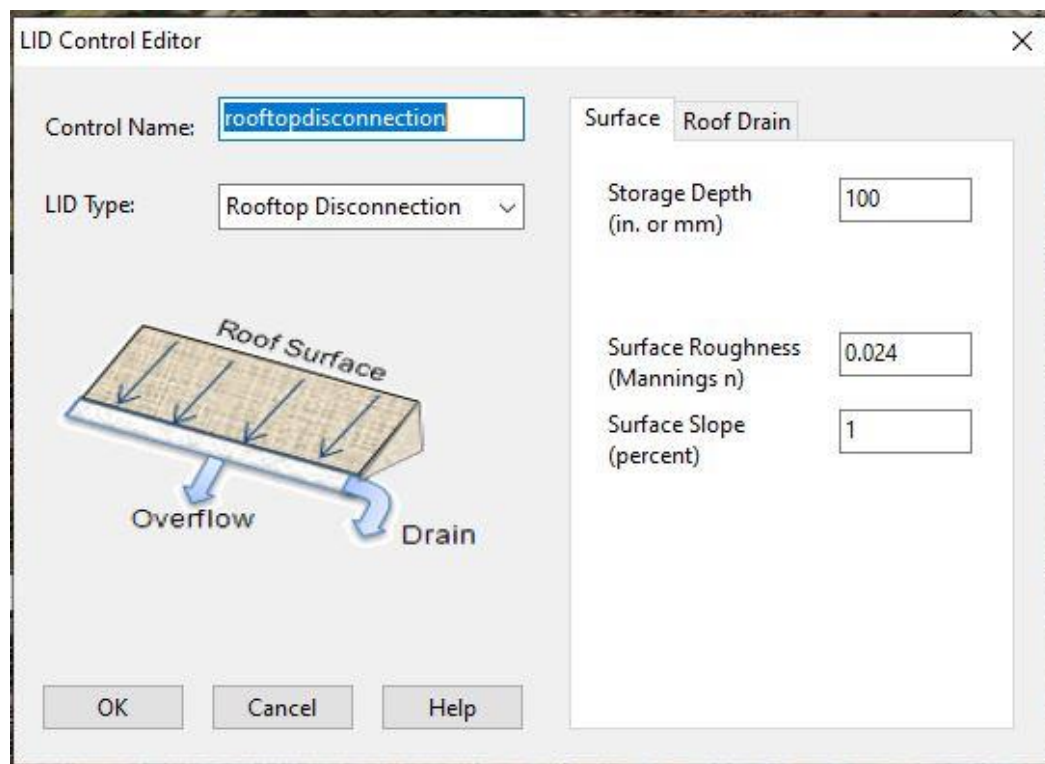 LID Control Editor
Control Name:
rooftopdisconnection
LID Type:
Rooftop Disconnection
Roof Surface
Overflow
Drain
OK
Cancel
Help
Surface
Roof Drain
Storage Depth
(in. or mm)
100
Surface Roughness
(Mannings n)
0.024
Surface Slope
(percent)
1